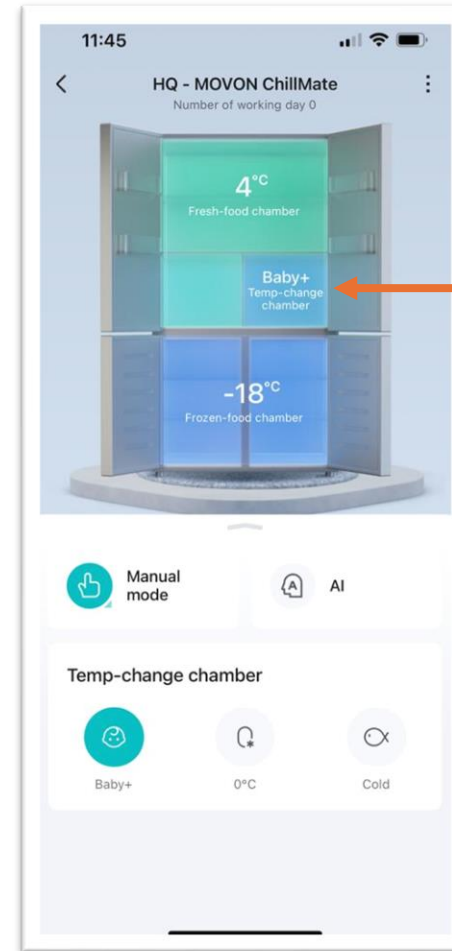 11:45
HQ - MOVON ChillMate
Number of working day 0
4°C
Fresh-food chamber
Baby+
Temp-change
chamber
-18°C
Frozen-food chamber
Manual
mode
AI
Temp-change chamber
Baby+
0°C
Cold